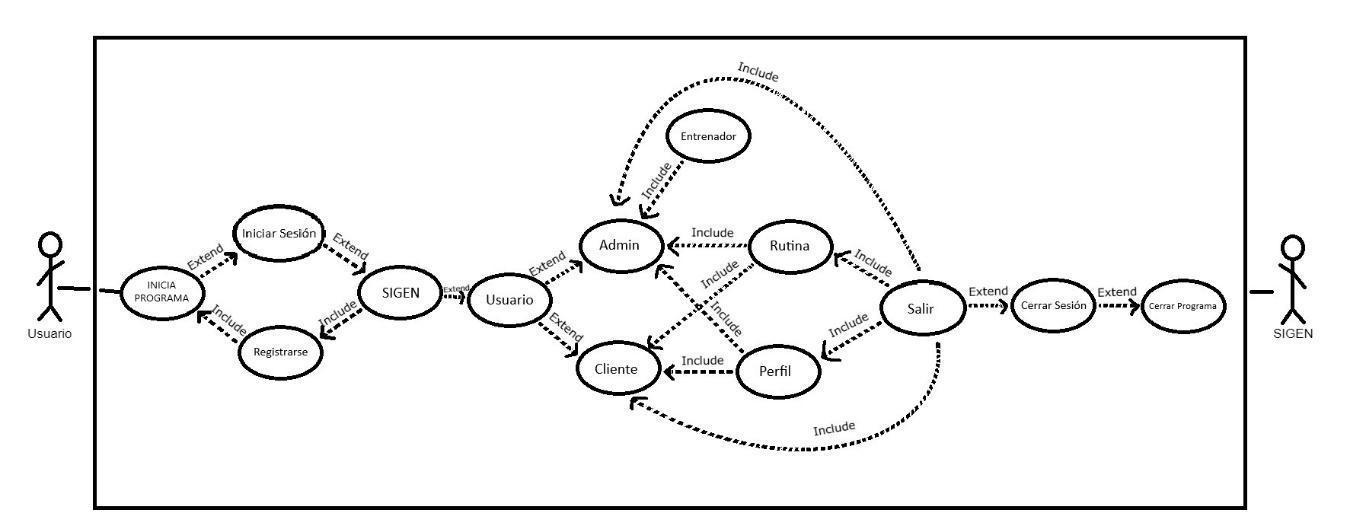 Include
Entrenador
Include
Iniciar Sesión
Admin
Include
Rutina
Extend
Extend
Extend
Include
Include
INICIA
PROGRAMA
SIGEN
Extend
Usuario
Salir
Extend
Cerrar Sesión
Extend
Cerrar Programa
Usuario
SIGEN
Include
Include
Extend
Include
Include
Registrarse
Cliente
Include
Perfil
Include